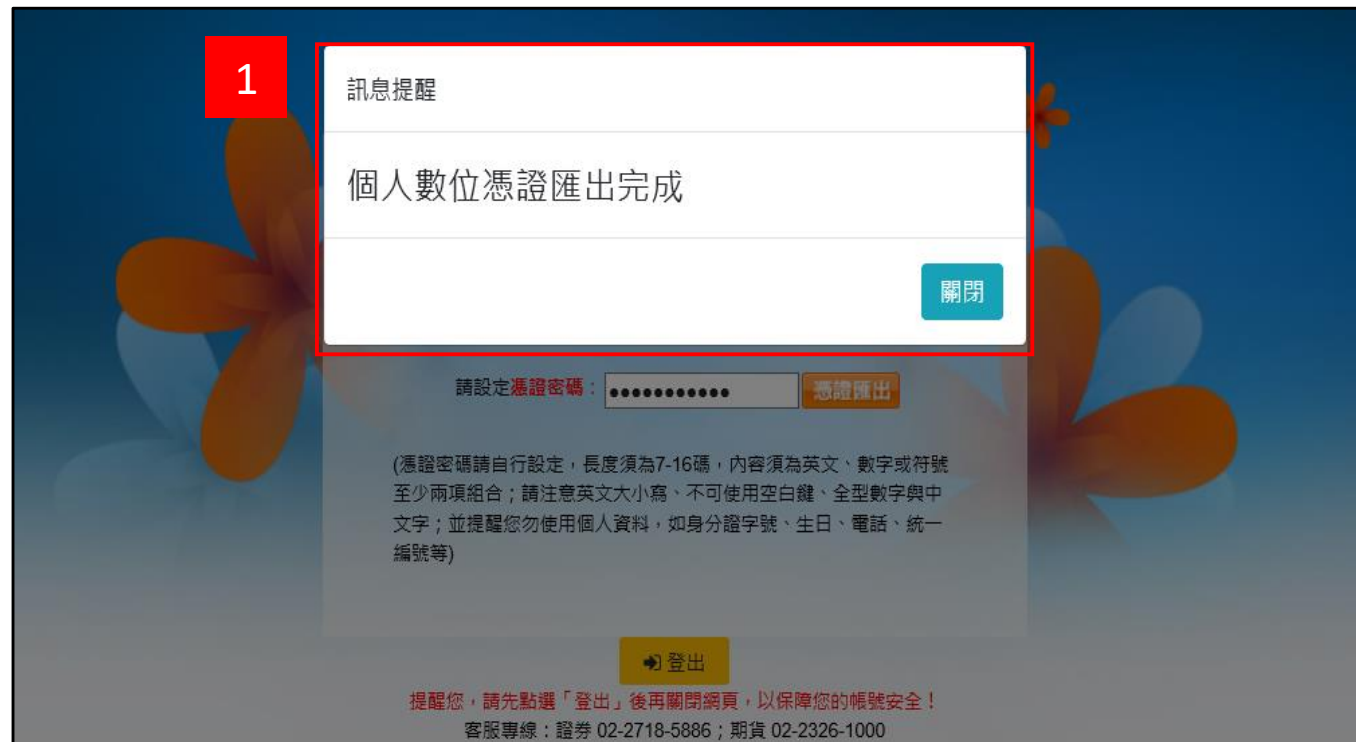 1
訊息提醒
個人數位憑證匯出完成
關閉
請設定憑證密碼：●●●●●●●●●●● 憑證匯出
(憑證密碼請自行設定，長度須為7-16碼，內容須為英文、數字或符號
至少兩項組合；請注意英文大小寫、不可使用空白鍵、全型數字與中
文字；並提醒您勿使用個人資料，如身分證字號、生日、電話、統一
編號等)
登出
提醒您，請先點選「登出」後再關閉網頁，以保障您的帳號安全！
客服專線：證券 02-2718-5886；期貨 02-2326-1000